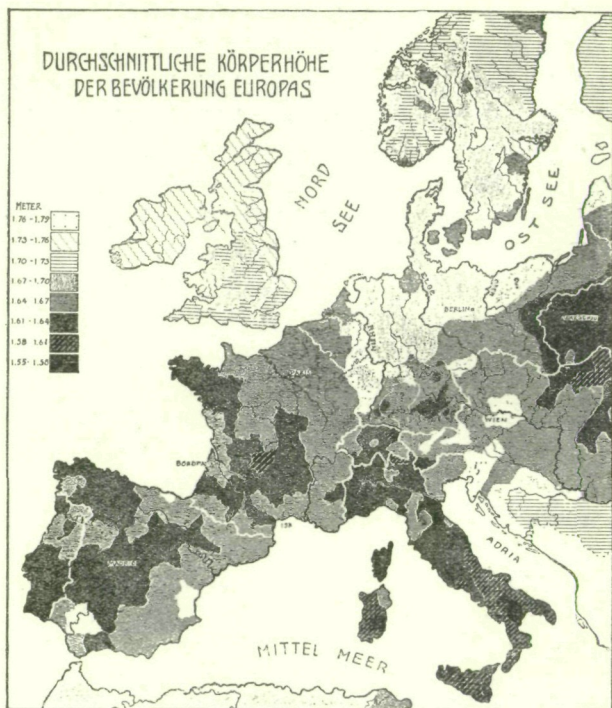 DURCHSCHNITTLICHE KÖRPERHÖHE
DER BEVÖLKERUNG EUROPAS
METER
1.76 - 1.79
1.73 - 1.76
1.70 - 1.73
1.67 - 1.70
1.64 - 1.67
1.61 - 1.64
1.58 - 1.61
1.55 - 1.58
NORD
SEE
OST SEE
BERLIN
PARIS
WIEN
MADRID
ADRIA
MITTEL MEER